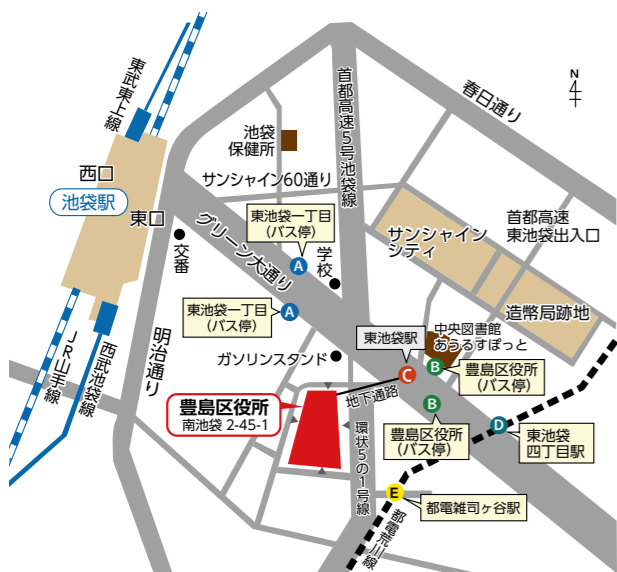 東武東上線
首都高速5号池袋線
春日通り
N
4
池袋
保健所
西口
池袋駅
東口
サンシャイン60通り
東池袋一丁目
(バス停)
首都高速
東池袋出入口
グリーン大通り
サンシャイン
シティ
交番
A
学校
造幣局跡地
東池袋一丁目
(バス停)
A
中央図書館
あうるすぽっと
JR山手線
西武池袋線
明治通り
ガソリンスタンド
東池袋駅
B
豊島区役所
(バス停)
C
豊島区役所
南池袋 2-45-1
地下通路
B
豊島区役所
(バス停)
D
東池袋
四丁目駅
環状5の1号線
E
都電雑司ヶ谷駅
都電荒川線